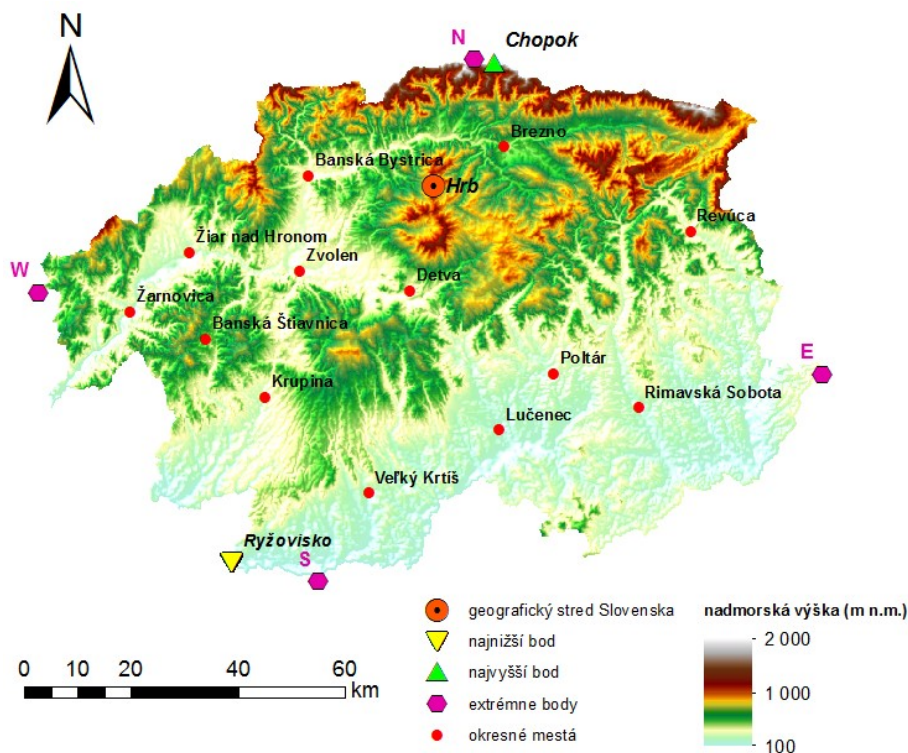 N
N
Chopok
Brezno
Banská Bystrica
Hrb
Revúca
Žiar nad Hronom
Zvolen
W
Detva
Žarnovica
Banská Štiavnica
Poltár
E
Krupina
Rimavská Sobota
Lučenec
Veľký Krtíš
Ryžovisko
S
geografický stred Slovenska
nadmorská výška (m n.m.)
najnižší bod
2 000
najvyšší bod
0 10 20 40 60
km
extrémne body
1 000
okresné mestá
100